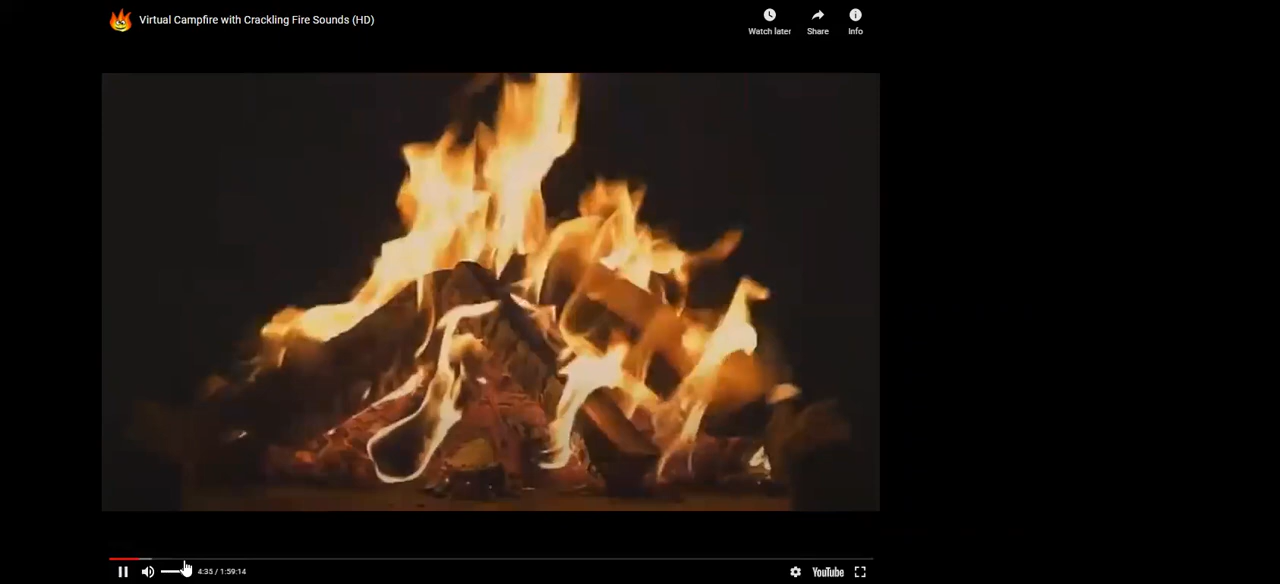 Virtual Campfire with Crackling Fire Sounds (HD)
Watch later Share Info
4:35 / 1:59:14 YouTube